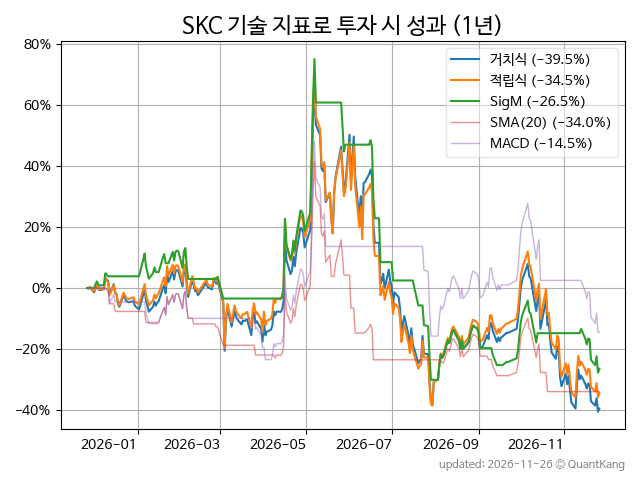 SKC 기술 지표로 투자 시 성과 (1년)
80%
60%
40%
20%
0%
−20%
−40%
거치식 (−39.5%)
적립식 (−34.5%)
SigM (−26.5%)
SMA(20) (−34.0%)
MACD (−14.5%)
2026-01
2026-03
2026-05
2026-07
2026-09
2026-11
updated: 2026-11-26 © QuantKang